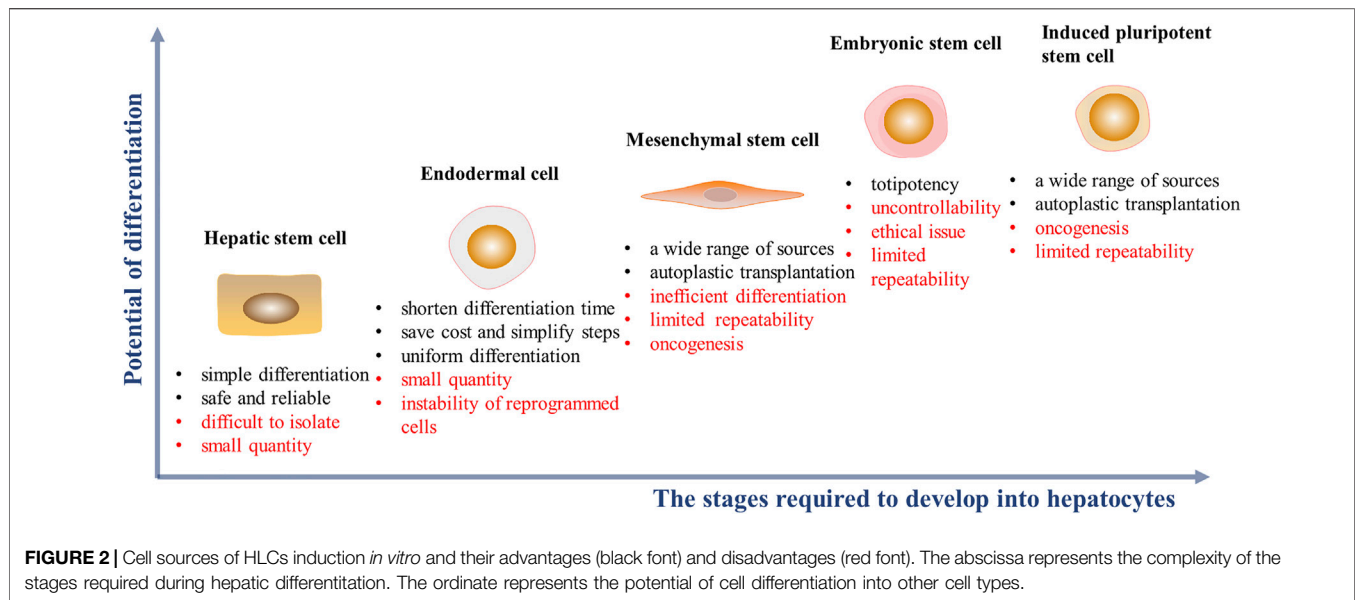 Potential of differentiation
Hepatic stem cell
• simple differentiation
• safe and reliable
• difficult to isolate
• small quantity
Endodermal cell
• shorten differentiation time
• save cost and simplify steps
• uniform differentiation
• small quantity
• instability of reprogrammed
cells
Mesenchymal stem cell
• a wide range of sources
• autoplastic transplantation
• inefficient differentiation
• limited repeatability
• oncogenesis
Embryonic stem cell
• totipotency
• uncontrollability
• ethical issue
• limited
repeatability
Induced pluripotent
stem cell
• a wide range of sources
• autoplastic transplantation
• oncogenesis
• limited repeatability
The stages required to develop into hepatocytes
FIGURE 2 | Cell sources of HLCs induction in vitro and their advantages (black font) and disadvantages (red font). The abscissa represents the complexity of the
stages required during hepatic differentitation. The ordinate represents the potential of cell differentiation into other cell types.